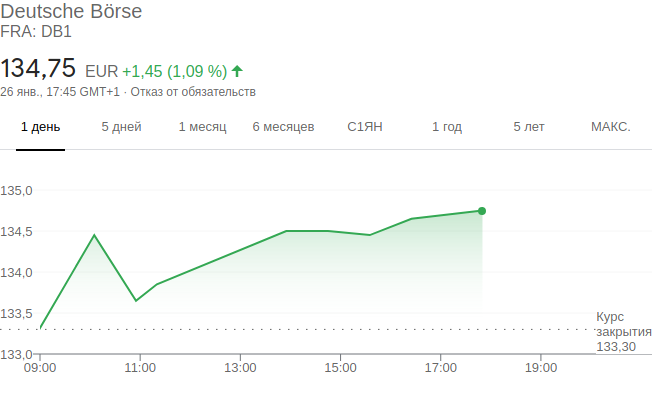 Deutsche Börse
FRA: DB1
134,75 EUR +1,45 (1,09 %)
26 янв., 17:45 GMT+1 · Отказ от обязательств
1 день 5 дней 1 месяц 6 месяцев С1ЯН 1 год 5 лет МАКС.
135,0
134,5
134,0
133,5
Курс
закрытия
133,30
133,0
09:00 11:00 13:00 15:00 17:00 19:00